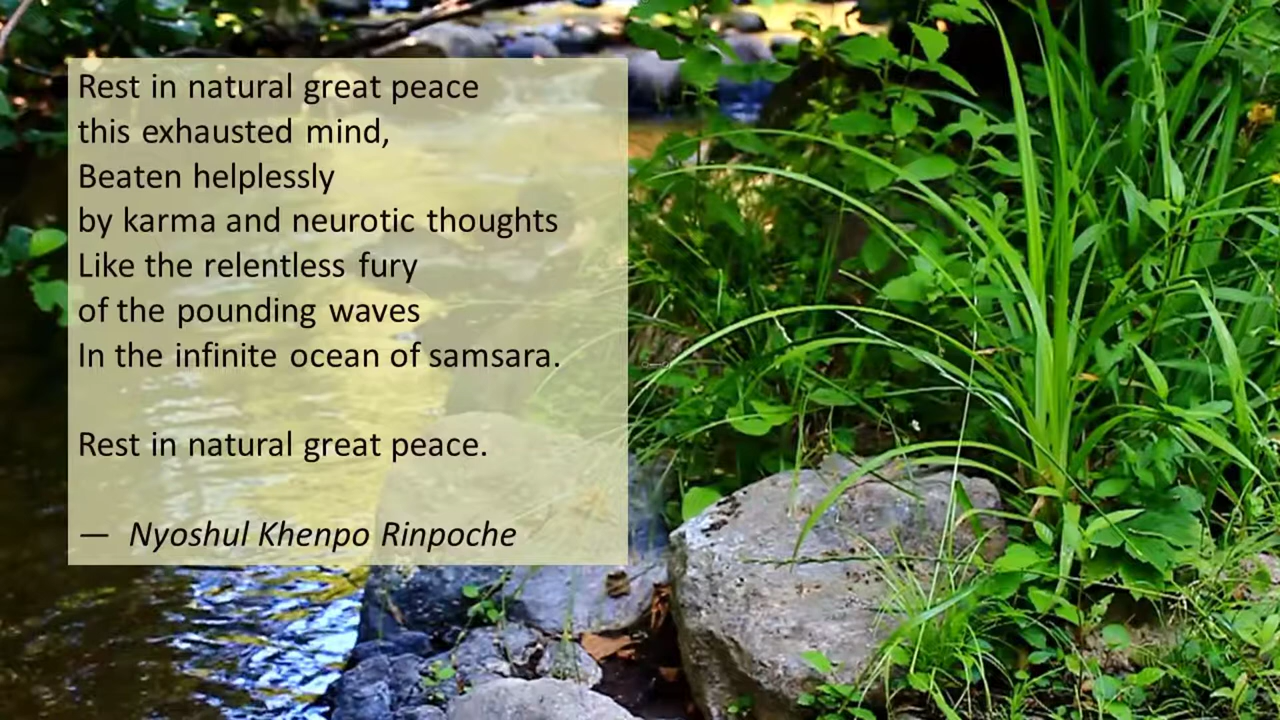 Rest in natural great peace
this exhausted mind,
Beaten helplessly
by karma and neurotic thoughts
Like the relentless fury
of the pounding waves
In the infinite ocean of samsara.
Rest in natural great peace.
— Nyoshul Khenpo Rinpoche